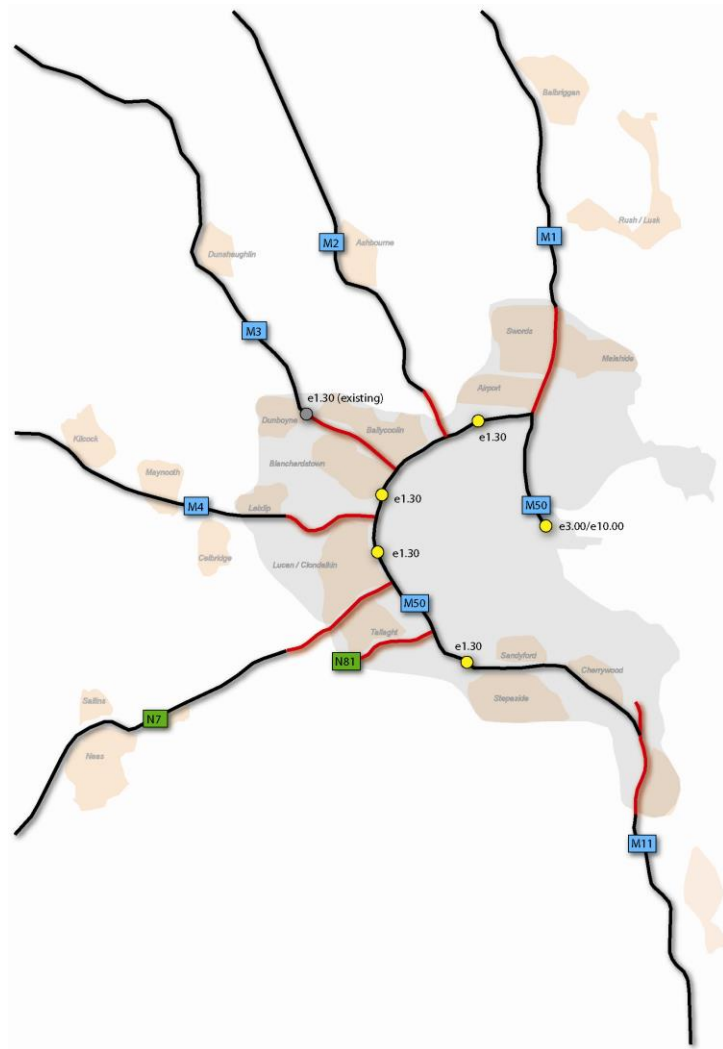 Balbriggan
Rush / Lusk
M1
M2
Ashbourne
Dunshaughlin
M3
Swords
Malahide
Airport
e1.30 (existing)
Dunboyne
Ballycoolin
e1.30
Kilcock
Blanchardstown
Maynooth
e1.30
M4
Leixlip
M50
e3.00/e10.00
Celbridge
e1.30
Lucan / Clondalkin
M50
Tallaght
N81
e1.30
Sandyford
Cherrywood
Stepaside
Sallins
N7
Naas
M11